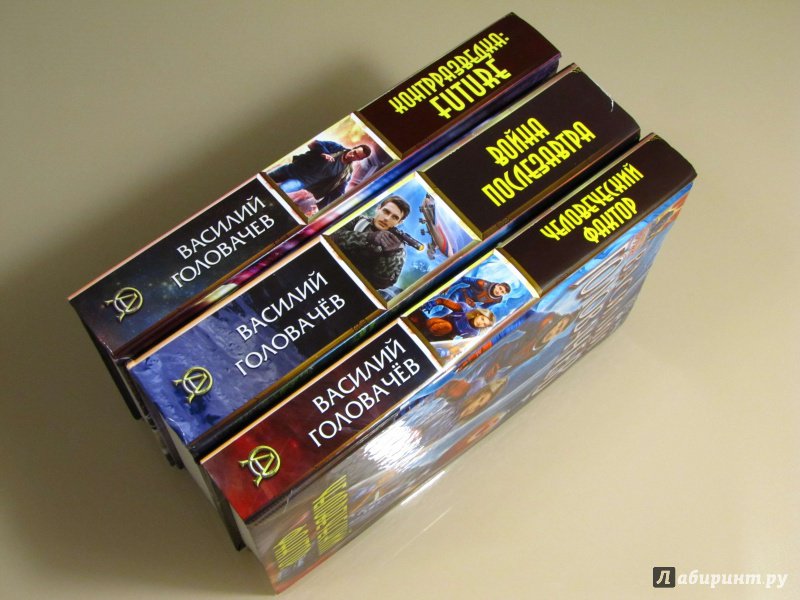 ВАСИЛИЙ
ГОЛОВАЧЕВ
КОНТРРАЗВЕДКА:
FUTURE
ВАСИЛИЙ
ГОЛОВАЧЁВ
ВОЙНА
ПОСЛЕЗАВТРА
ВАСИЛИЙ
ГОЛОВАЧЁВ
ЧЕЛОВЕЧЕСКИЙ
ФАКТОР
Лабиринт.ру